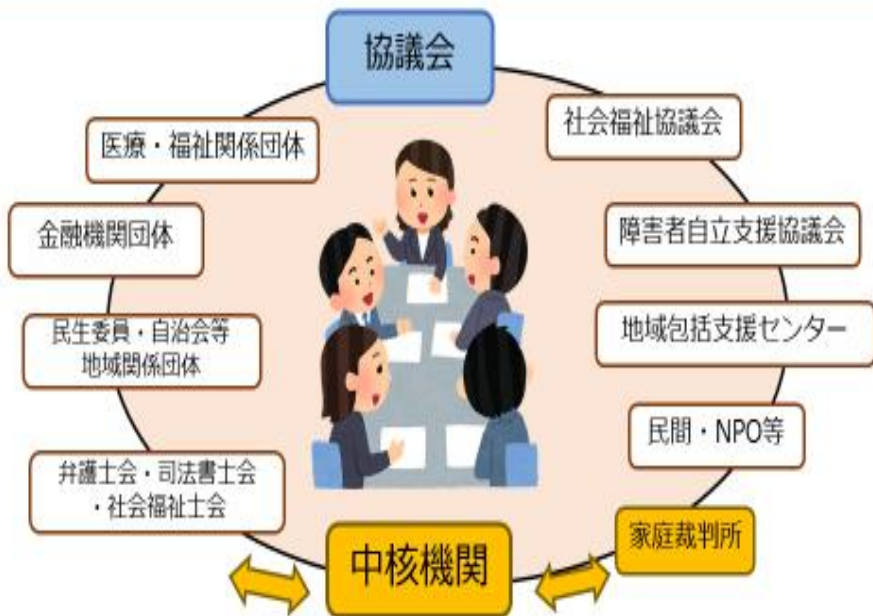 協議会
医療・福祉関係団体
社会福祉協議会
金融機関団体
障害者自立支援協議会
民生委員・自治会等
地域関係団体
地域包括支援センター
民間・NPO等
弁護士会・司法書士会
・社会福祉士会
家庭裁判所
中核機関